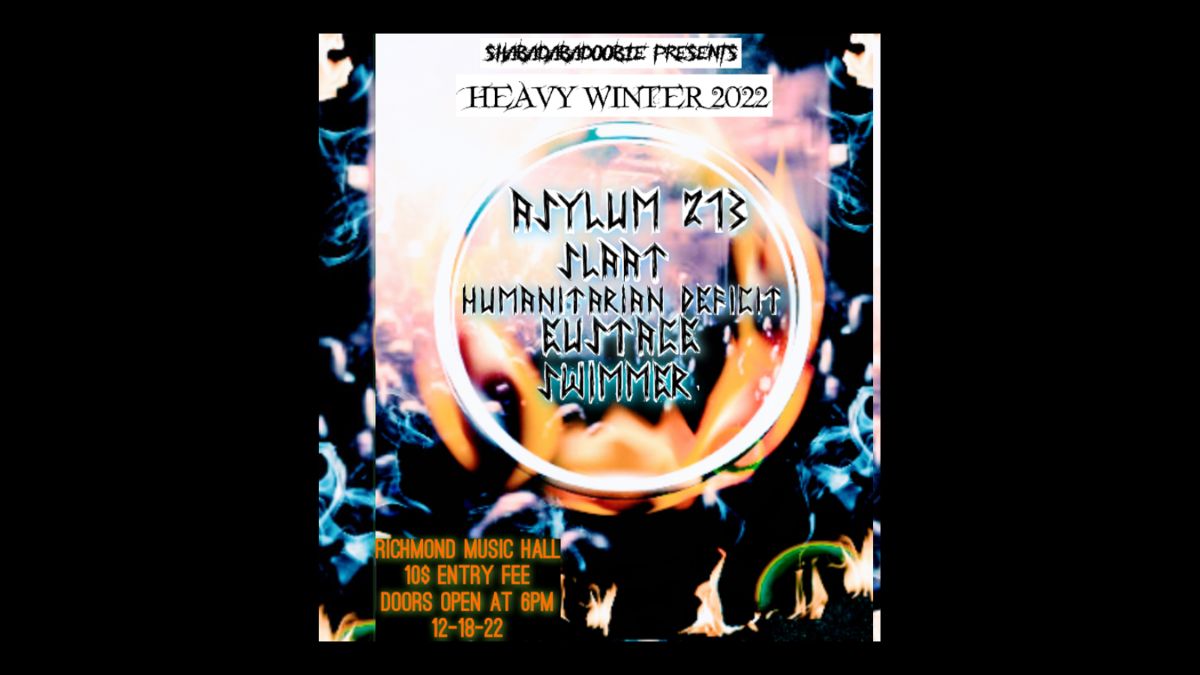 SHABADABADOOBIE PRESENTS
HEAVY WINTER 2022
ASYLUM 213
SLAAT
HUMANITARIAN DEFICIT
EUSTACE
SWIMMER
RICHMOND MUSIC HALL
10$ ENTRY FEE
DOORS OPEN AT 6PM
12-18-22